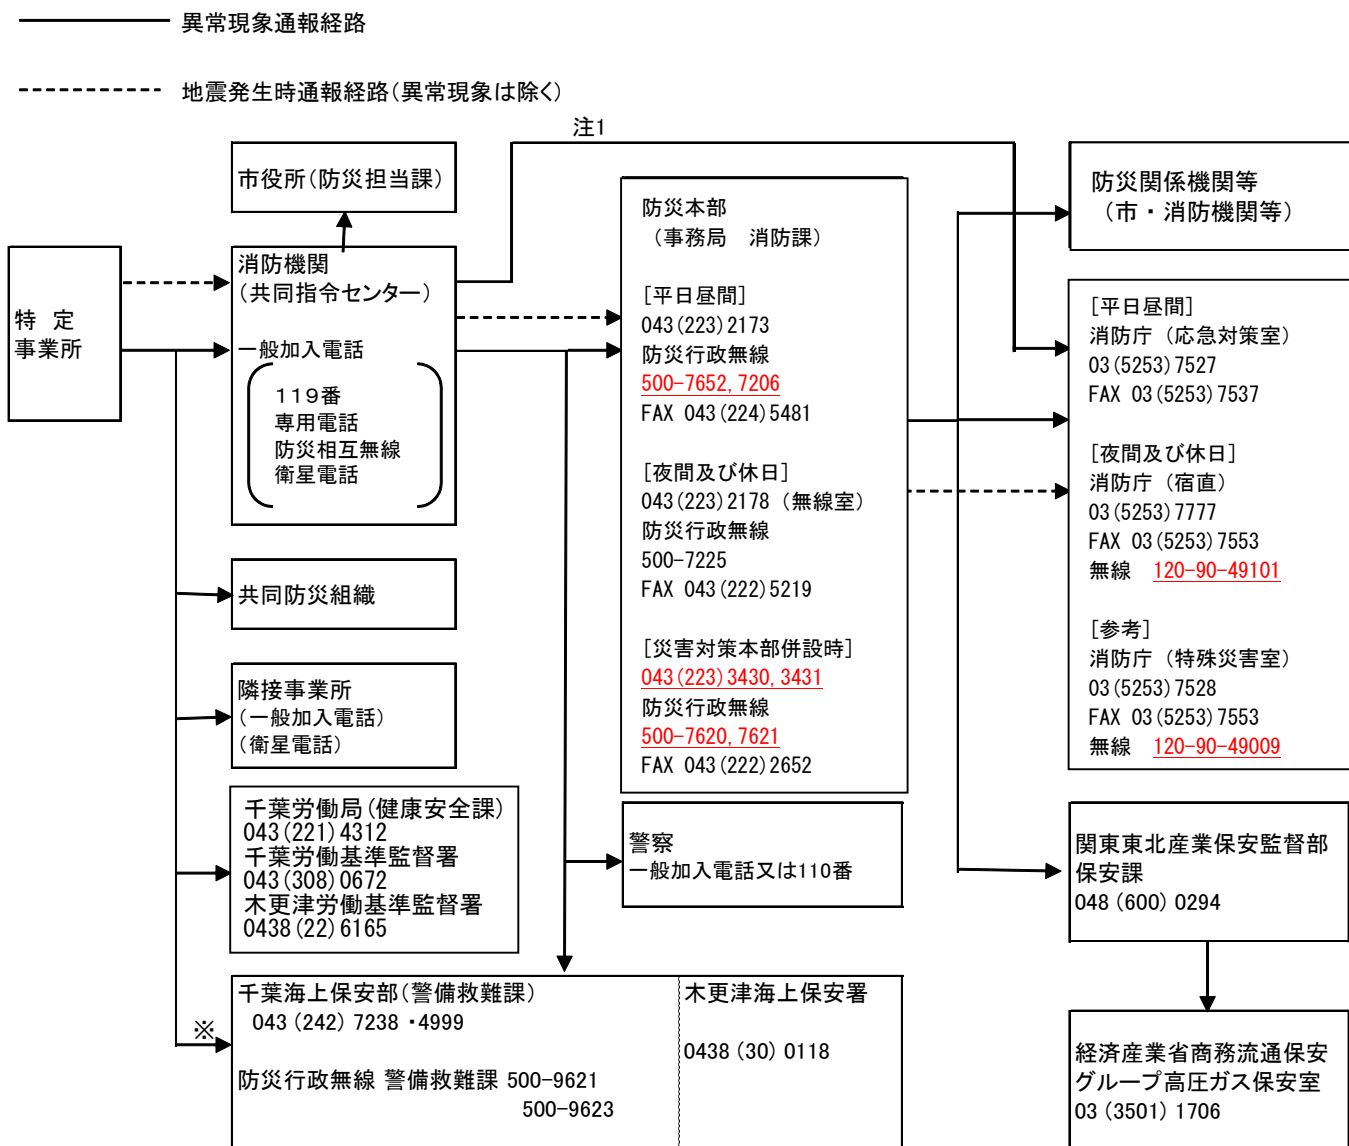 異常現象通報経路
地震発生時通報経路(異常現象は除く)
注1
特 定
事業所
市役所(防災担当課)
消防機関
(共同指令センター)
一般加入電話
119番
専用電話
防災相互無線
衛星電話
共同防災組織
隣接事業所
(一般加入電話)
(衛星電話)
千葉労働局(健康安全課)
043(221)4312
千葉労働基準監督署
043(308)0672
木更津労働基準監督署
0438(22)6165
※
千葉海上保安部(警備救難課)
043(242)7238・4999
防災行政無線 警備救難課 500-9621
500-9623
木更津海上保安署
0438(30)0118
防災本部
(事務局 消防課)
[平日昼間]
043(223)2173
防災行政無線
500-7652,7206
FAX 043(224)5481
[夜間及び休日]
043(223)2178 (無線室)
防災行政無線
500-7225
FAX 043(222)5219
[災害対策本部併設時]
043(223)3430,3431
防災行政無線
500-7620,7621
FAX 043(222)2652
警察
一般加入電話又は110番
防災関係機関等
(市・消防機関等)
[平日昼間]
消防庁(応急対策室)
03(5253)7527
FAX 03(5253)7537
[夜間及び休日]
消防庁(宿直)
03(5253)7777
FAX 03(5253)7553
無線 120-90-49101
[参考]
消防庁(特殊災害室)
03(5253)7528
FAX 03(5253)7553
無線 120-90-49009
関東東北産業保安監督部
保安課
048(600)0294
経済産業省商務流通保安
グループ高圧ガス保安室
03(3501)1706